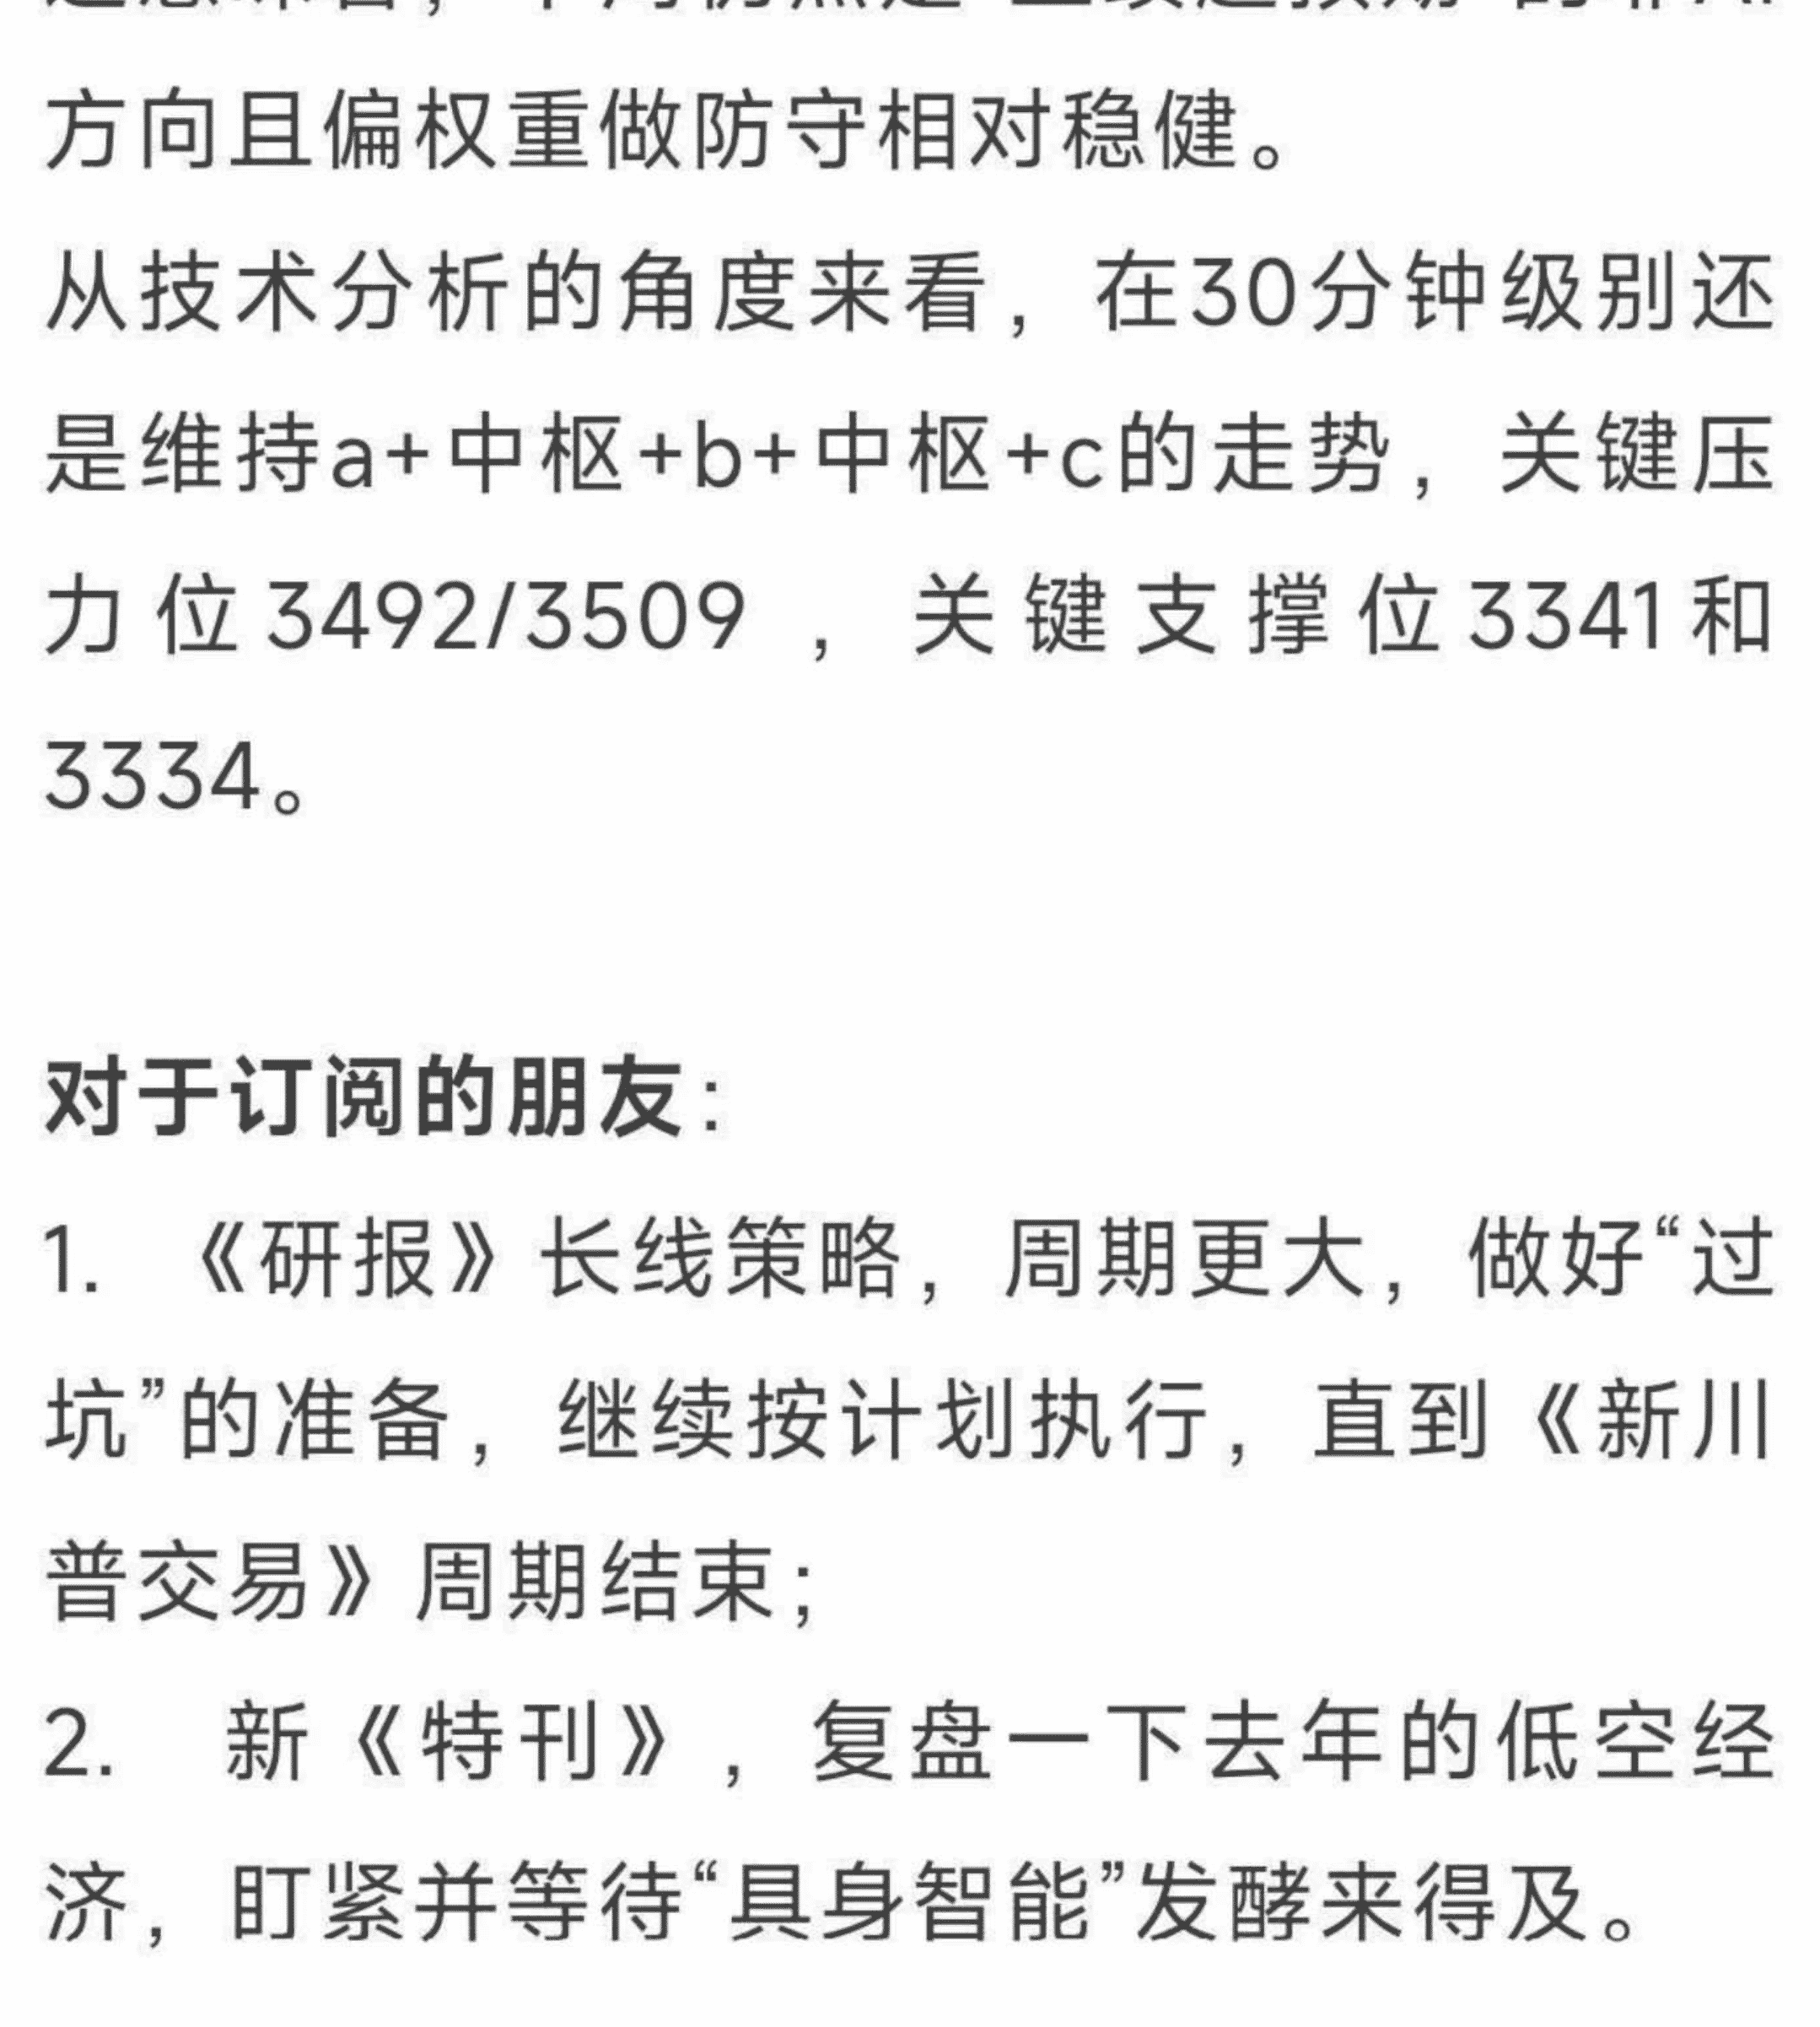 方向且偏权重做防守相对稳健。
从技术分析的角度来看，在30分钟级别还
是维持a+中枢+b+中枢+c的走势，关键压
力位3492/3509，关键支撑位3341和
3334。
对于订阅的朋友：
1. 《研报》长线策略，周期更大，做好“过
坑”的准备，继续按计划执行，直到《新川
普交易》周期结束；
2. 新《特刊》，复盘一下去年的低空经
济，盯紧并等待“具身智能”发酵来得及。